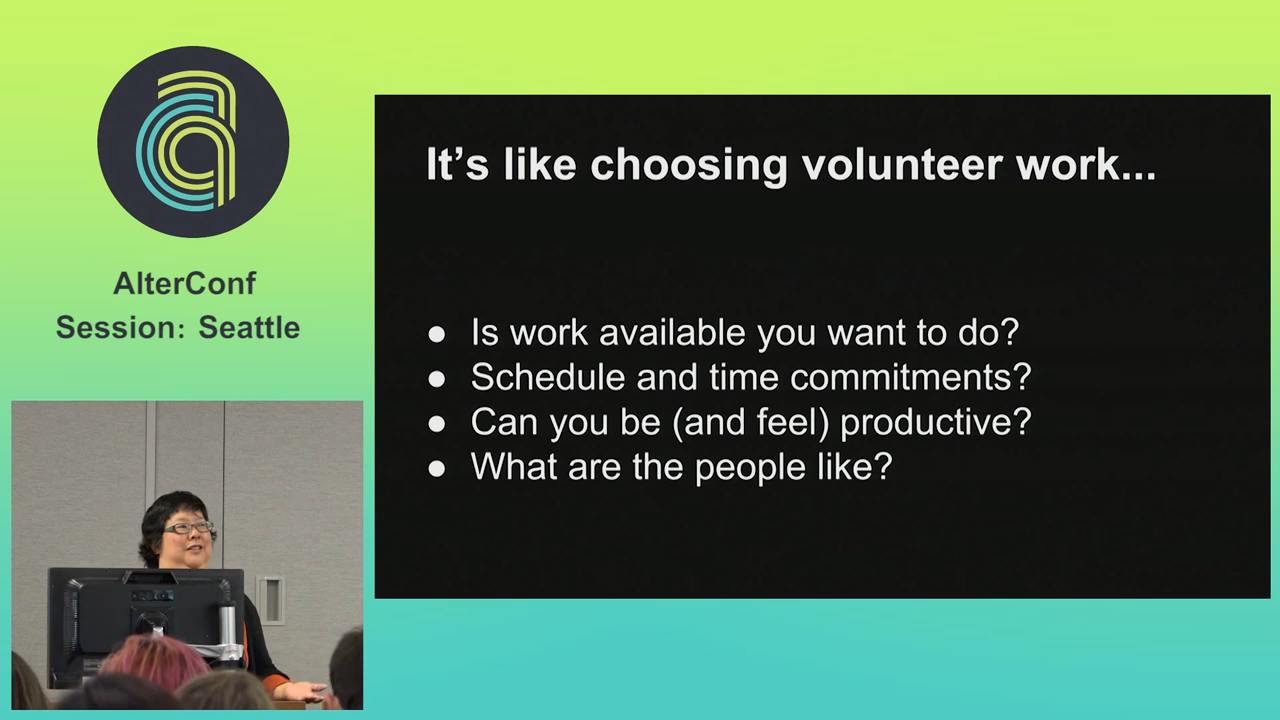 AlterConf
Session: Seattle
It's like choosing volunteer work...
● Is work available you want to do?
● Schedule and time commitments?
● Can you be (and feel) productive?
● What are the people like?